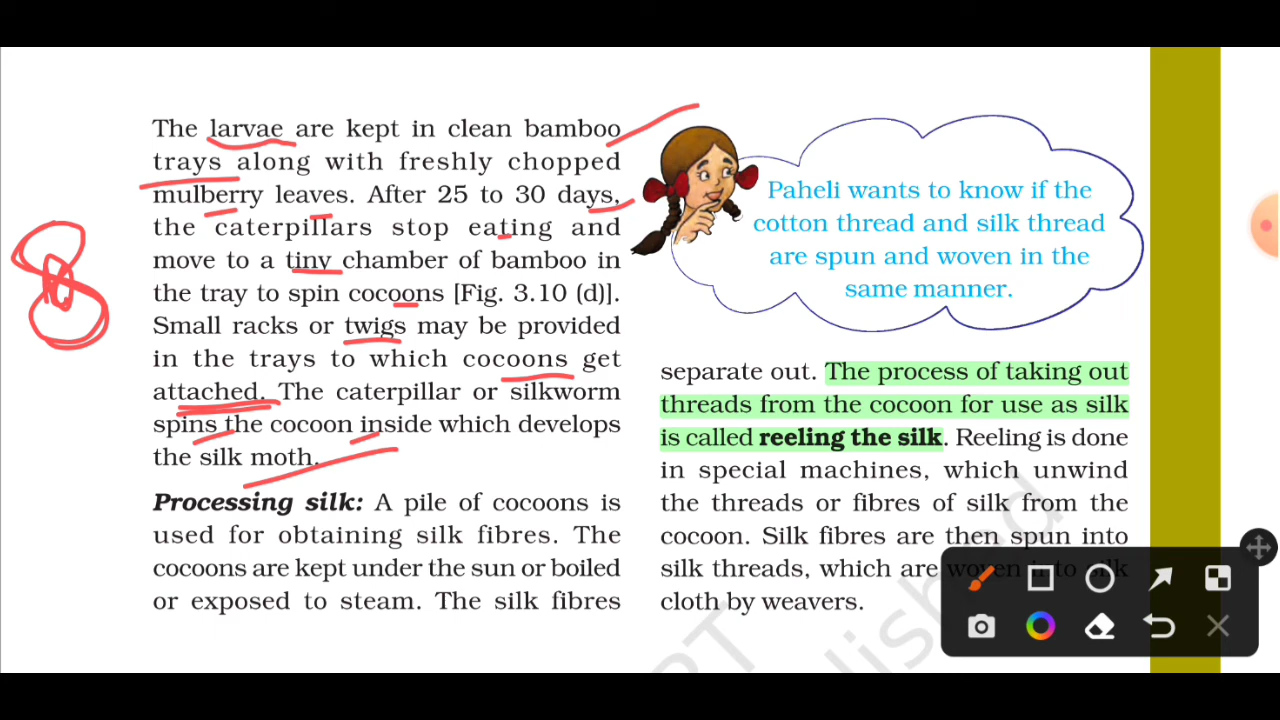 The larvae are kept in clean bamboo
trays along with freshly chopped
mulberry leaves. After 25 to 30 days,
the caterpillars stop eating and
move to a tiny chamber of bamboo in
the tray to spin cocoons [Fig. 3.10 (d)].
Small racks or twigs may be provided
in the trays to which cocoons get
attached. The caterpillar or silkworm
spins the cocoon inside which develops
the silk moth.
Processing silk: A pile of cocoons is
used for obtaining silk fibres. The
cocoons are kept under the sun or boiled
or exposed to steam. The silk fibres
Paheli wants to know if the
cotton thread and silk thread
are spun and woven in the
same manner.
separate out. The process of taking out
threads from the cocoon for use as silk
is called reeling the silk. Reeling is done
in special machines, which unwind
the threads or fibres of silk from the
cocoon. Silk fibres are then spun into
silk threads, which are woven into silk
cloth by weavers.